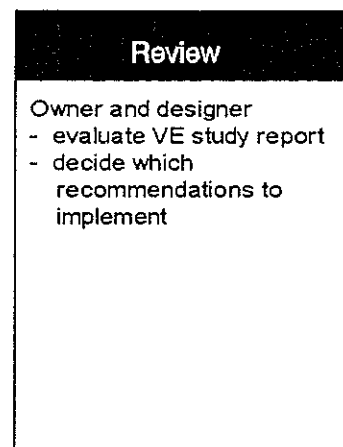 Review
Owner and designer
- evaluate VE study report
- decide which
recommendations to
implement